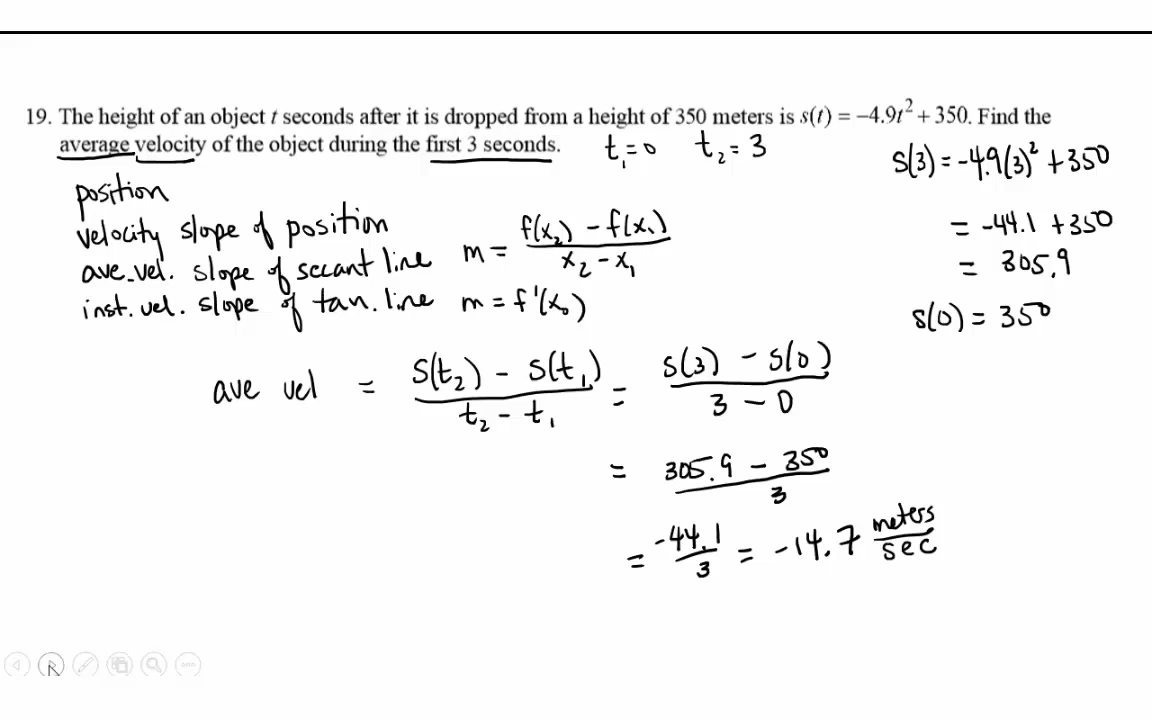 19. The height of an object t seconds after it is dropped from a height of 350 meters is s(t) = −4.9t² + 350. Find the
average velocity of the object during the first 3 seconds.
t₁=0 t₂=3
position
velocity slope of position
ave.vel. slope of secant line m = (f(x₂) − f(x₁))/(x₂ − x₁)
inst.vel. slope of tan. line m = f'(x₀)
s(3) = −4.9(3)² + 350
= −44.1 + 350
= 305.9
s(0) = 350
ave vel = (S(t₂) − S(t₁))/(t₂ − t₁) = (s(3) − s(0))/(3 − 0)
= (305.9 − 350)/3
= −44.1/3 = −14.7 meters/sec